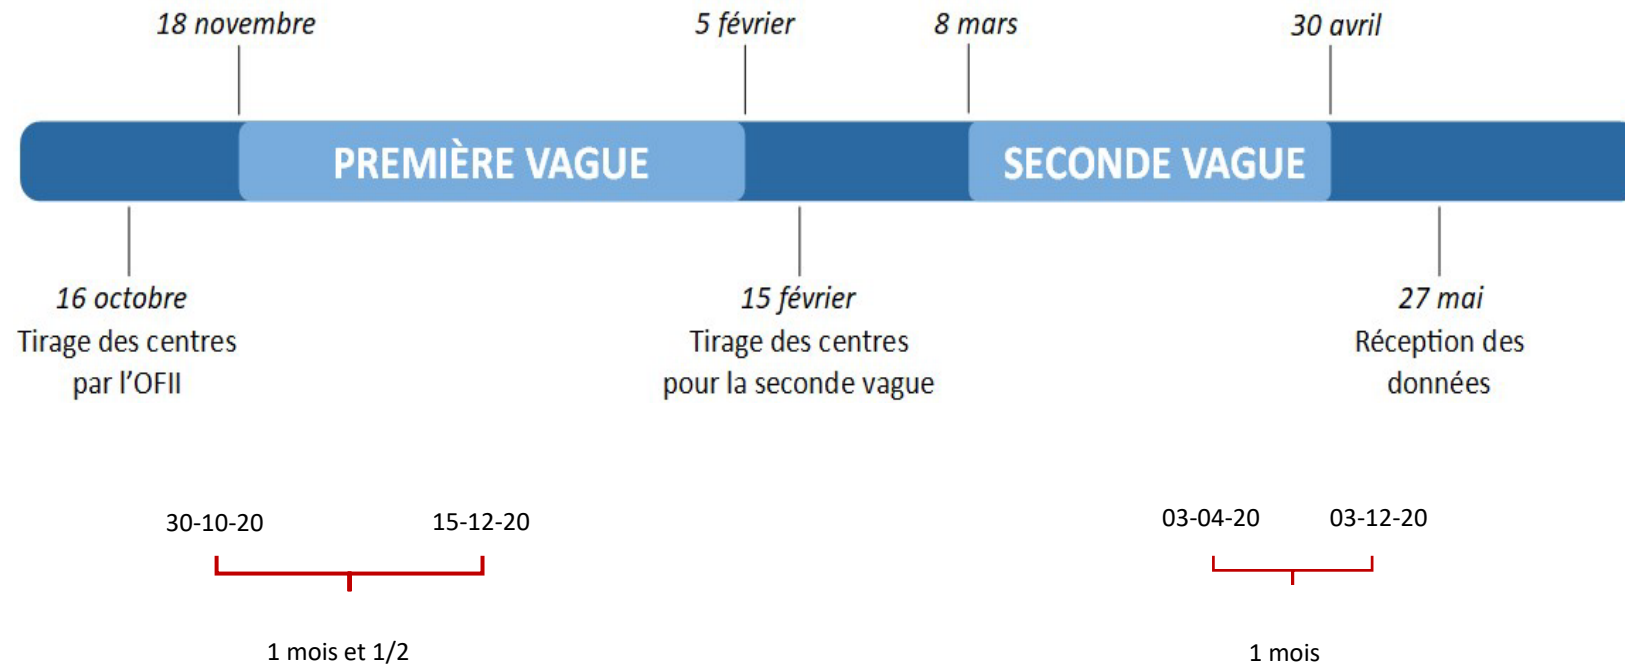 18 novembre
5 février
8 mars
30 avril
PREMIÈRE VAGUE
SECONDE VAGUE
16 octobre
Tirage des centres
par l'OFII
15 février
Tirage des centres
pour la seconde vague
27 mai
Réception des
données
30-10-20
15-12-20
03-04-20
03-12-20
1 mois et 1/2
1 mois